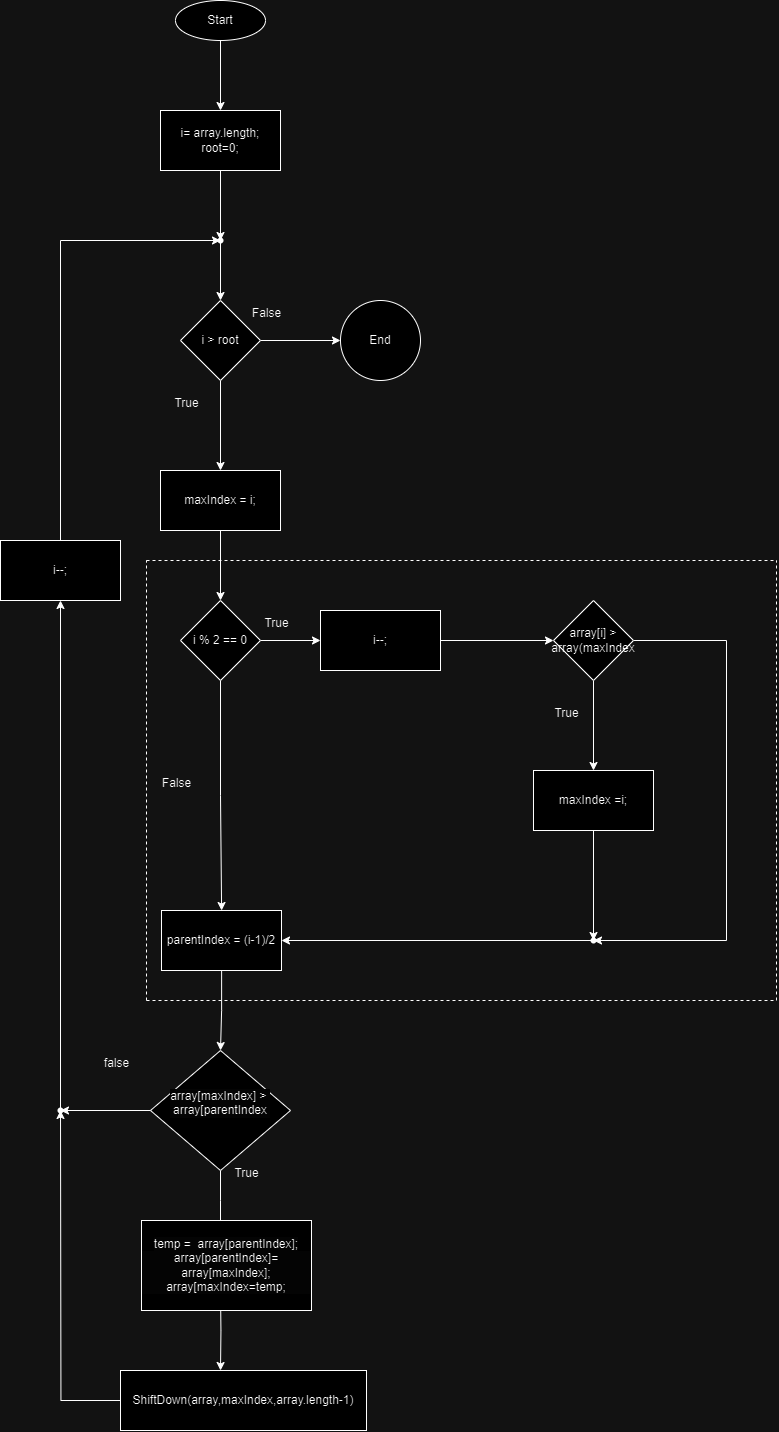 Start
i= array.length;
root=0;
False
i > root
End
True
maxIndex = i;
i--;
True
i % 2 == 0
i--;
array[i] >
array(maxIndex
True
False
maxIndex =i;
parentIndex = (i-1)/2
false
array[maxIndex] >
array[parentIndex
True
temp =  array[parentIndex];
array[parentIndex]=
array[maxIndex];
array[maxIndex=temp;
ShiftDown(array,maxIndex,array.length-1)